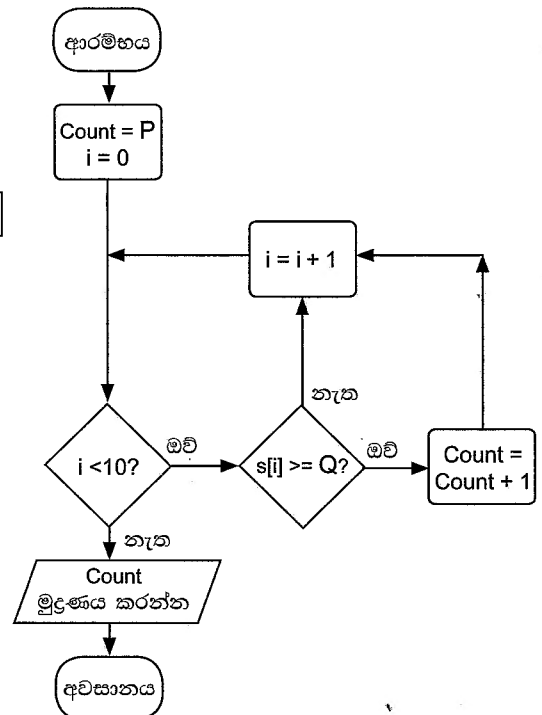 ආරම්භය
Count = P
i = 0
i = i + 1
නැත
i <10?
ඔව්
s[i] >= Q?
ඔව්
Count =
Count + 1
නැත
Count
මුද්‍රණය කරන්න
අවසානය